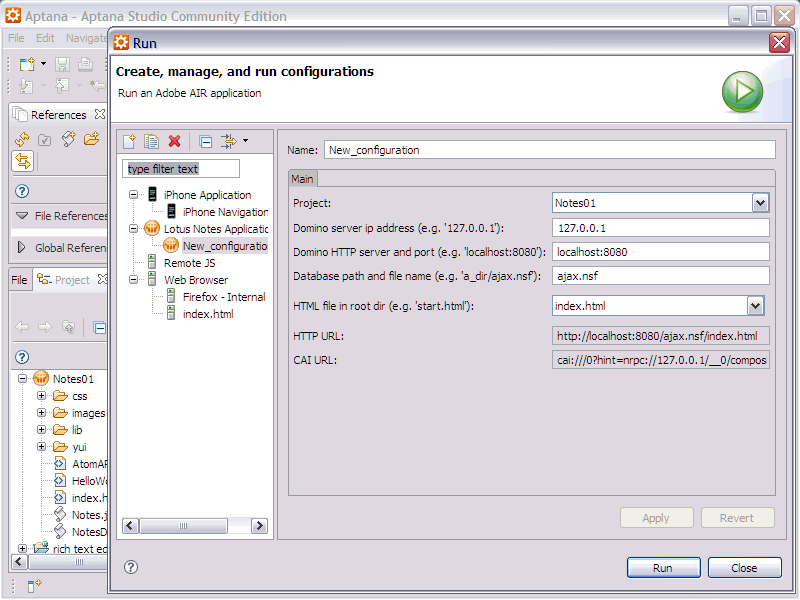 Aptana - Aptana Studio Community Edition
File Edit Navigate
References
File References
Global Referen
File Project
Notes01
css
images
lib
yui
AtomAP
HelloWo
index.h
Notes.j
NotesD
rich text ed
Run
Create, manage, and run configurations
Run an Adobe AIR application
type filter text
iPhone Application
iPhone Navigation
Lotus Notes Applicatio
New_configuratio
Remote JS
Web Browser
Firefox - Internal
index.html
Name: New_configuration
Main
Project: Notes01
Domino server ip address (e.g. '127.0.0.1'): 127.0.0.1
Domino HTTP server and port (e.g. 'localhost:8080'): localhost:8080
Database path and file name (e.g. 'a_dir/ajax.nsf'): ajax.nsf
HTML file in root dir (e.g. 'start.html'): index.html
HTTP URL: http://localhost:8080/ajax.nsf/index.html
CAI URL: cai:///0?hint=nrpc://127.0.0.1/__0/compos
Apply Revert
Run Close